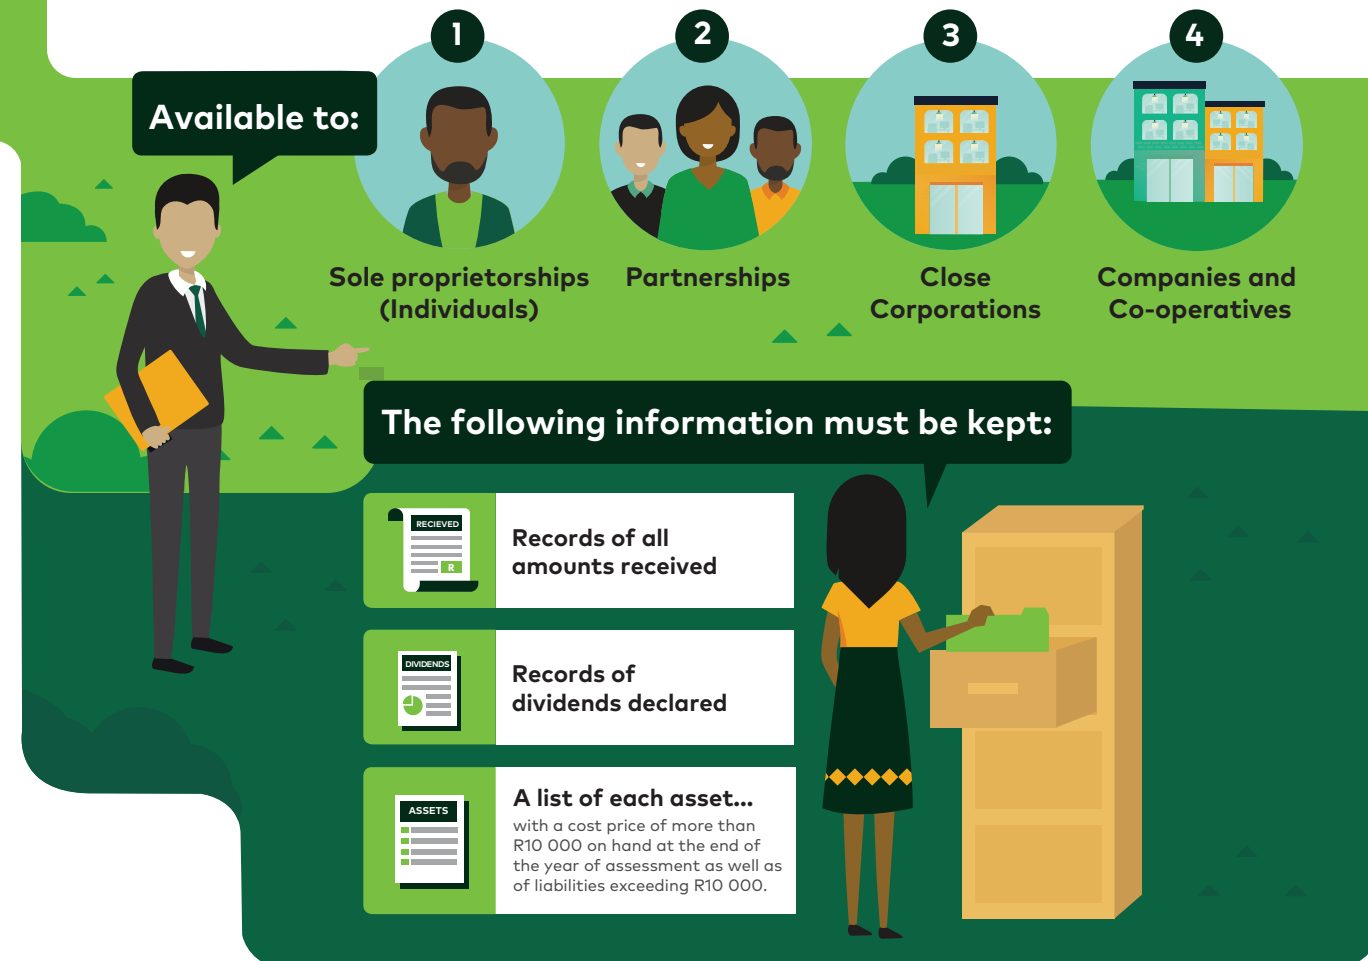 1
2
3
4
Available to:
Sole proprietorships
(Individuals)
Partnerships
Close
Corporations
Companies and
Co-operatives
The following information must be kept:
RECIEVED
R
Records of all
amounts received
DIVIDENDS
Records of
dividends declared
ASSETS
A list of each asset...
with a cost price of more than
R10 000 on hand at the end of
the year of assessment as well as
of liabilities exceeding R10 000.